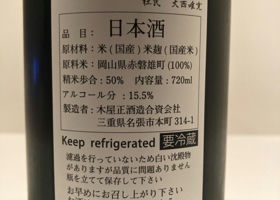 社長 大西唯克
品 目: 日本酒
原材料: 米(国産)米麹(国産米)
原料米: 岡山県赤磐雄町(100%)
精米歩合: 50% 内容量: 720ml
アルコール分 : 15.5%
製造者: 木屋正酒造合資会社
三重県名張市本町 314-1
Keep refrigerated 要冷蔵
濾過を行っていないため白い沈殿物
がありますが品質に問題ありません
瓶を立てて保存して下さい
お早めにお召し上がり下さい